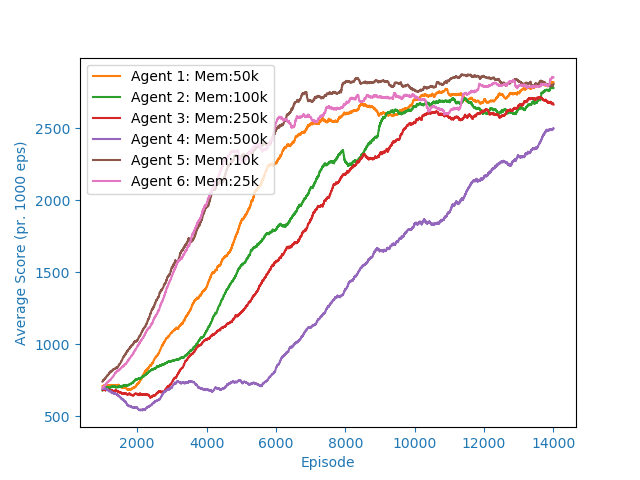 Agent 1: Mem:50k
Agent 2: Mem:100k
Agent 3: Mem:250k
Agent 4: Mem:500k
Agent 5: Mem:10k
Agent 6: Mem:25k
Average Score (pr. 1000 eps)
2500
2000
1500
1000
500
2000 4000 6000 8000 10000 12000 14000
Episode